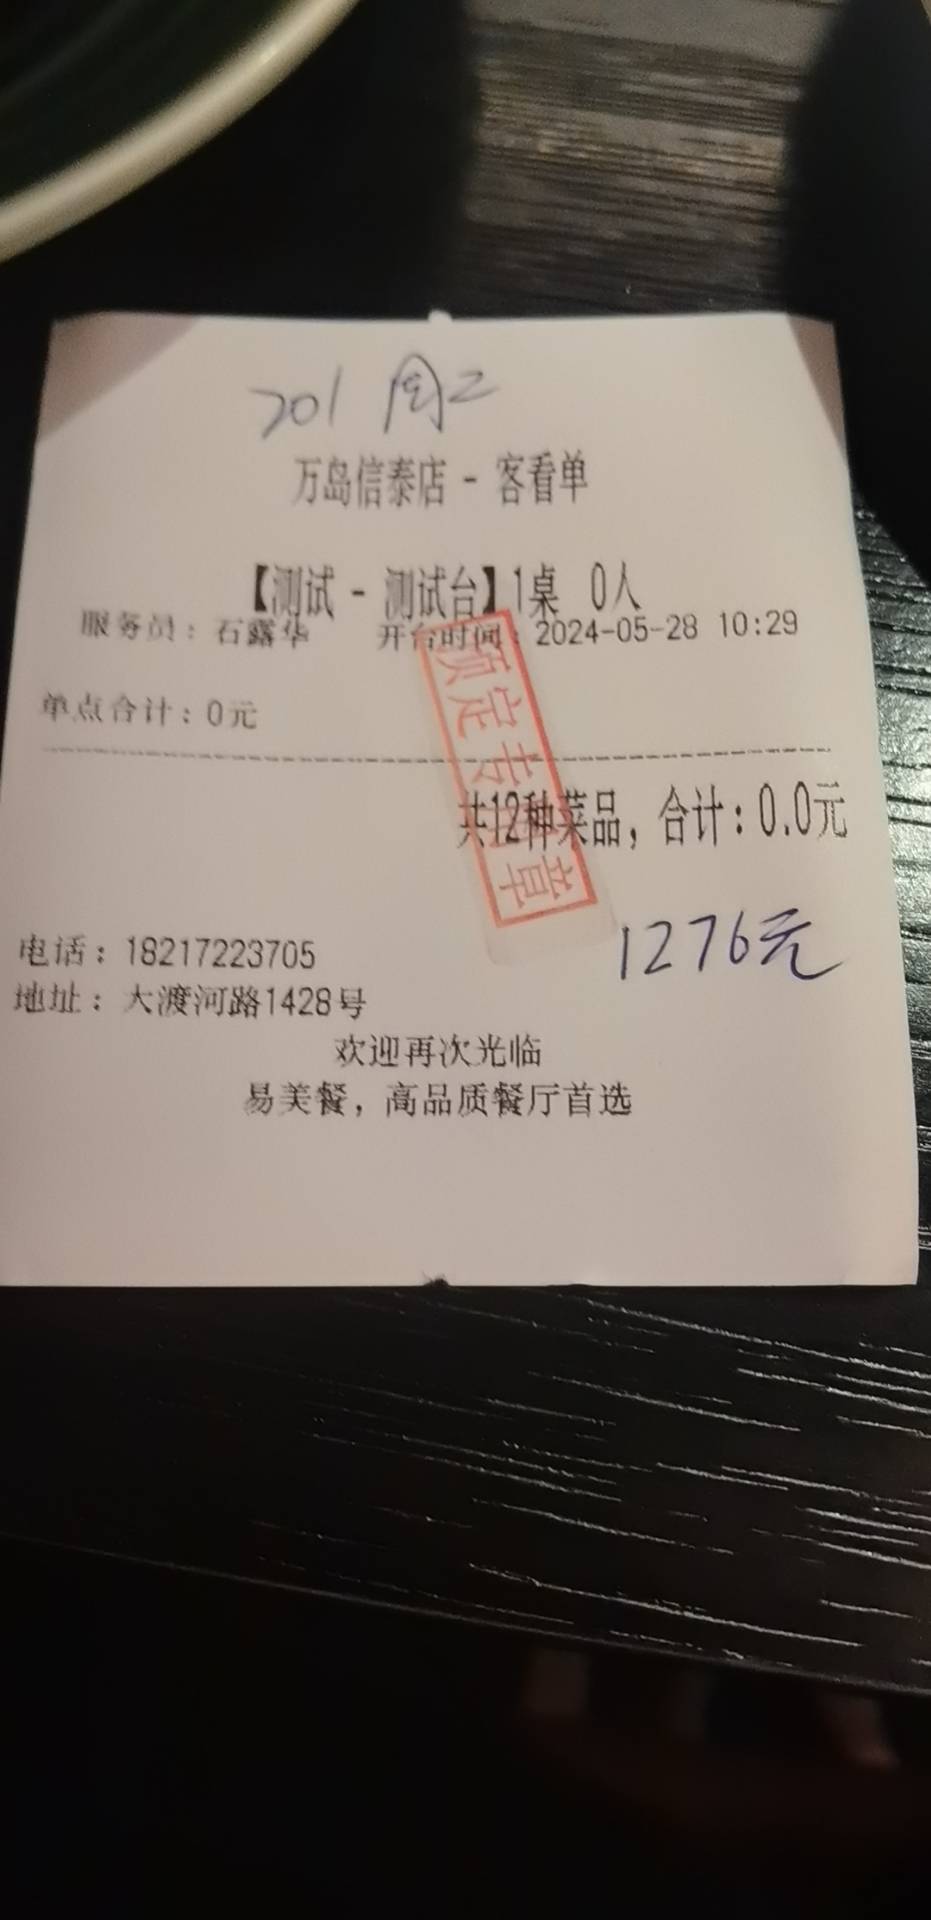 701 周二
万岛信泰店 - 客看单
【测试 - 测试台】1桌 0人
服务员：石露华 开台时间：2024-05-28 10:29
单点合计：0元
预定专用章
共12种菜品，合计：0.0元
1276元
电话：18217223705
地址：大渡河路1428号
欢迎再次光临
易美餐，高品质餐厅首选